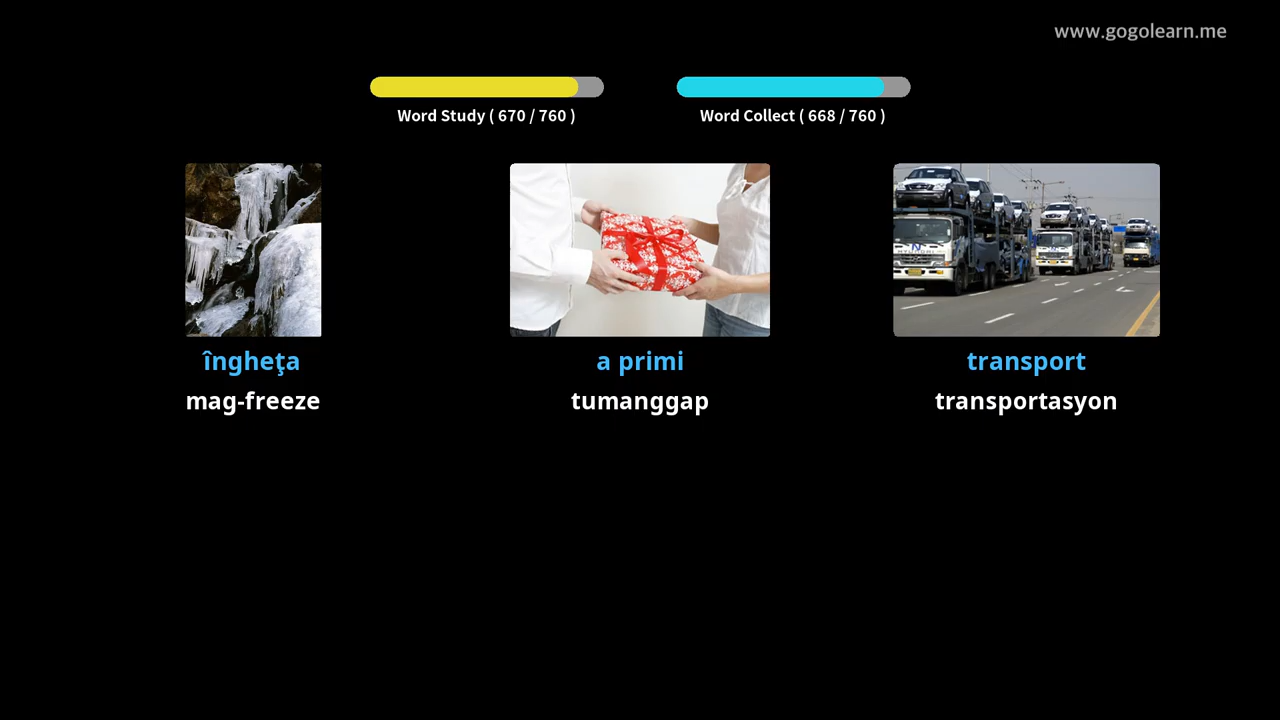 www.gogolearn.me
Word Study ( 670 / 760 )
Word Collect ( 668 / 760 )
îngheţa
a primi
transport
mag-freeze
tumanggap
transportasyon